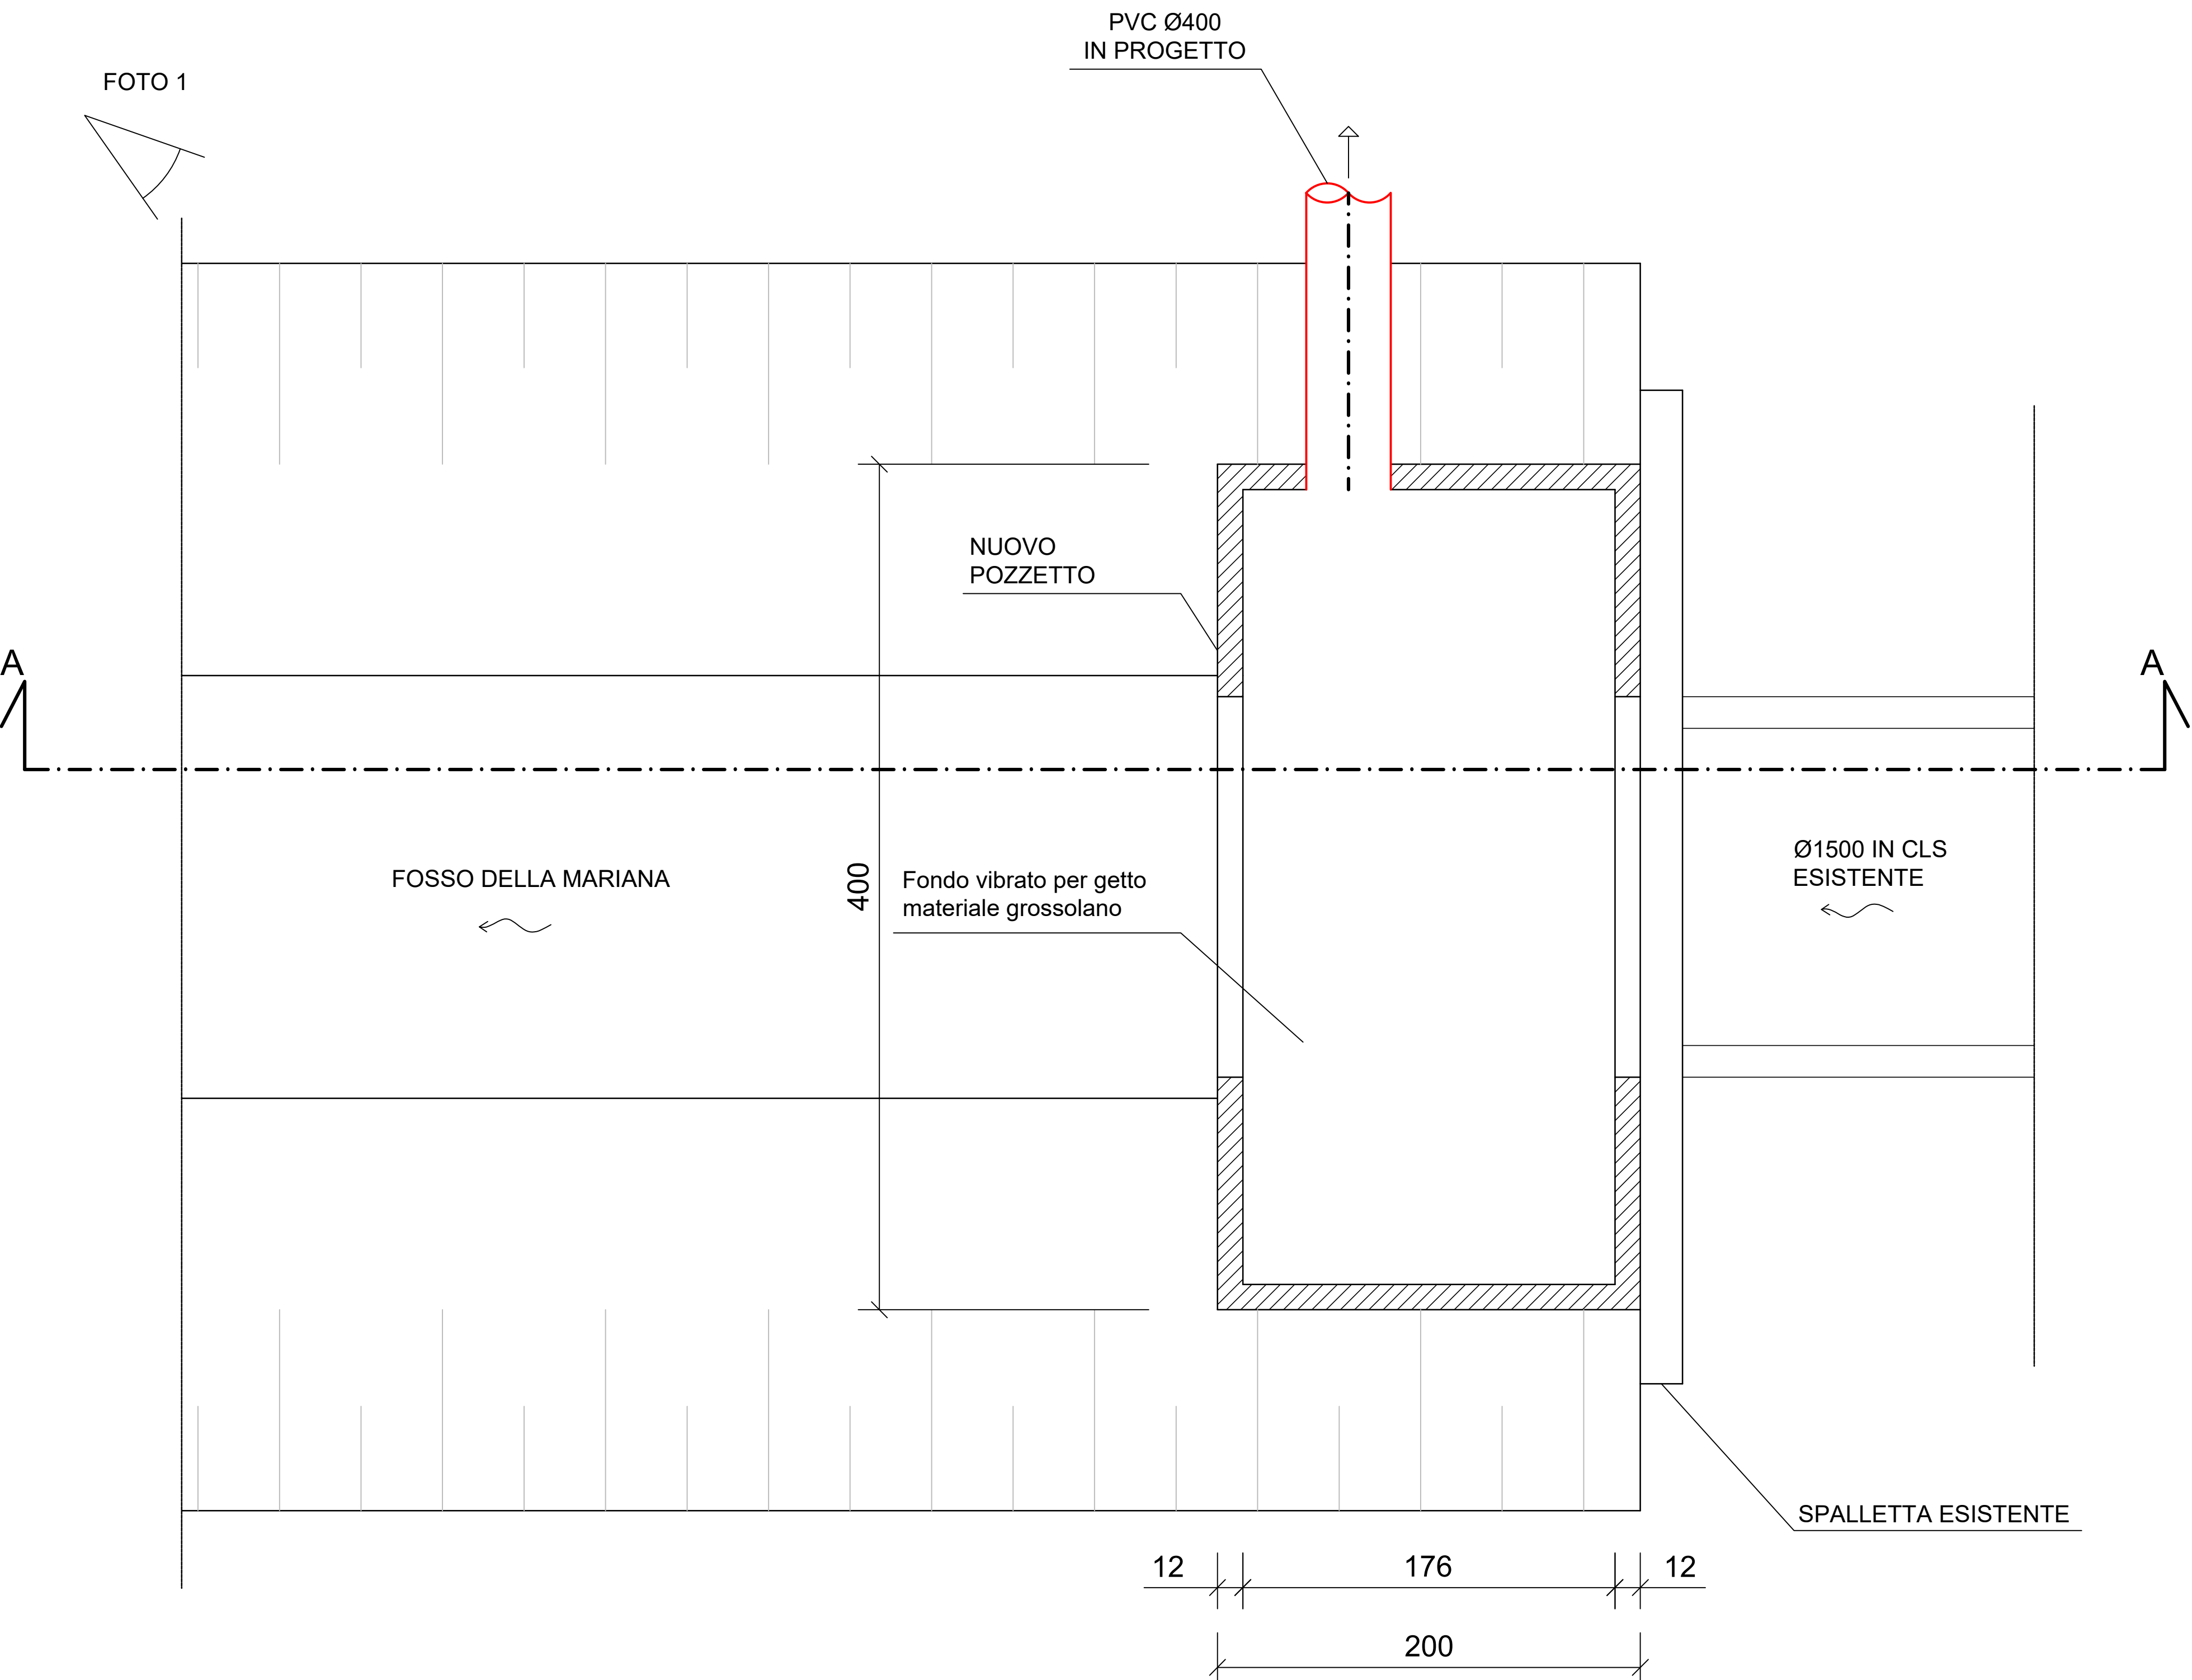 PVC Ø400
IN PROGETTO
FOTO 1
NUOVO
POZZETTO
A
A
Ø1500 IN CLS
ESISTENTE
FOSSO DELLA MARIANA
400
Fondo vibrato per getto
materiale grossolano
SPALLETTA ESISTENTE
12
176
12
200